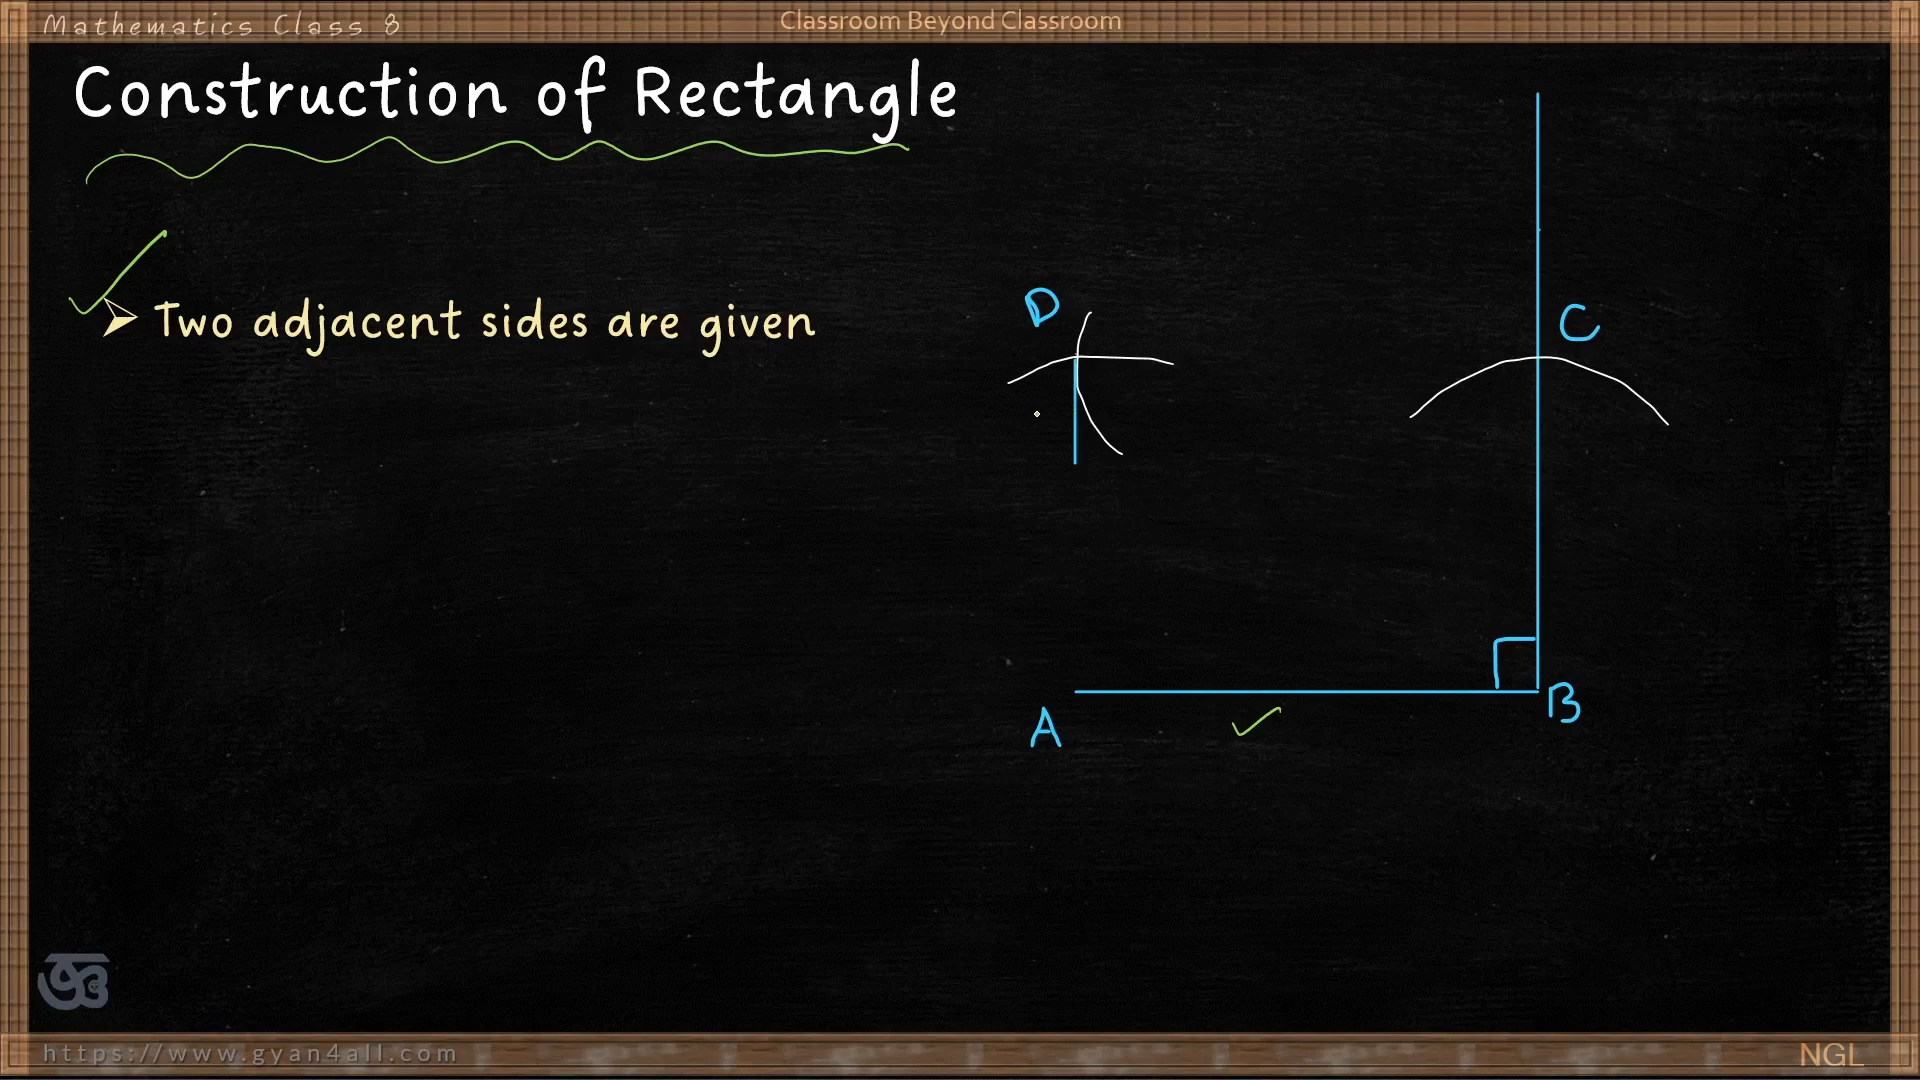 Mathematics Class 8
Classroom Beyond Classroom
Construction of Rectangle
Two adjacent sides are given
D
C
A
B
https://www.gyan4all.com
NGL